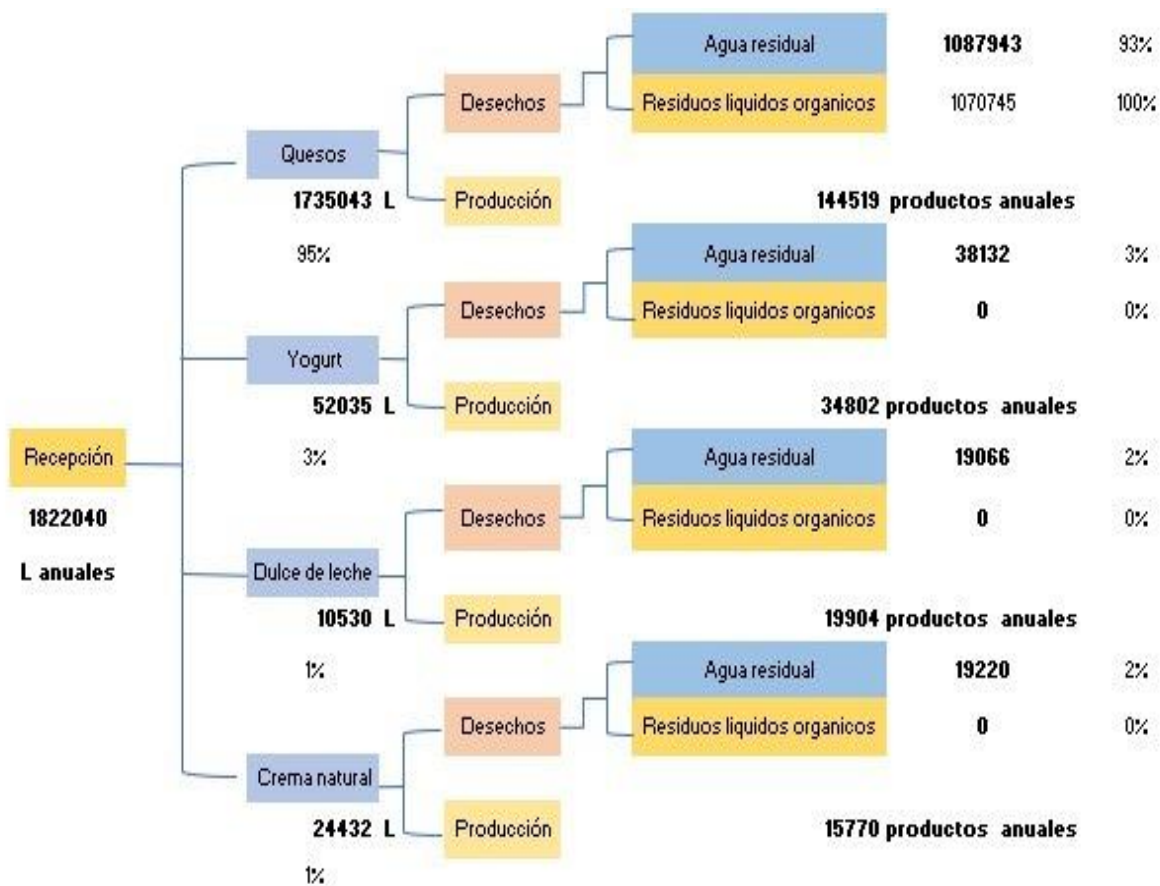 Agua residual 1087943 93%
Desechos Residuos liquidos organicos 1070745 100%
Quesos
1735043 L Producción 144519 productos anuales
95% Agua residual 38132 3%
Desechos Residuos liquidos organicos 0 0%
Yogurt
52035 L Producción 34802 productos anuales
Recepción 3% Agua residual 19066 2%
1822040 Desechos Residuos liquidos organicos 0 0%
L anuales Dulce de leche
10530 L Producción 19904 productos anuales
1% Agua residual 19220 2%
Desechos Residuos liquidos organicos 0 0%
Crema natural
24432 L Producción 15770 productos anuales
1%